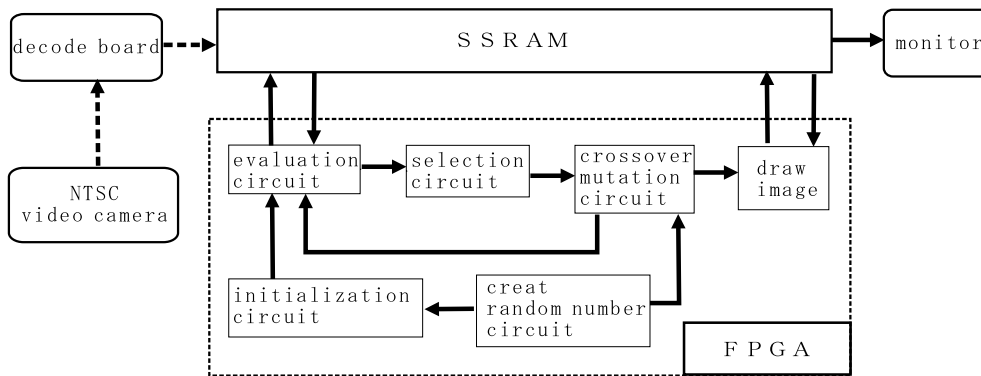 decode board
SSRAM
monitor
NTSC
video camera
evaluation
circuit
selection
circuit
crossover
mutation
circuit
draw
image
initialization
circuit
creat
random number
circuit
FPGA